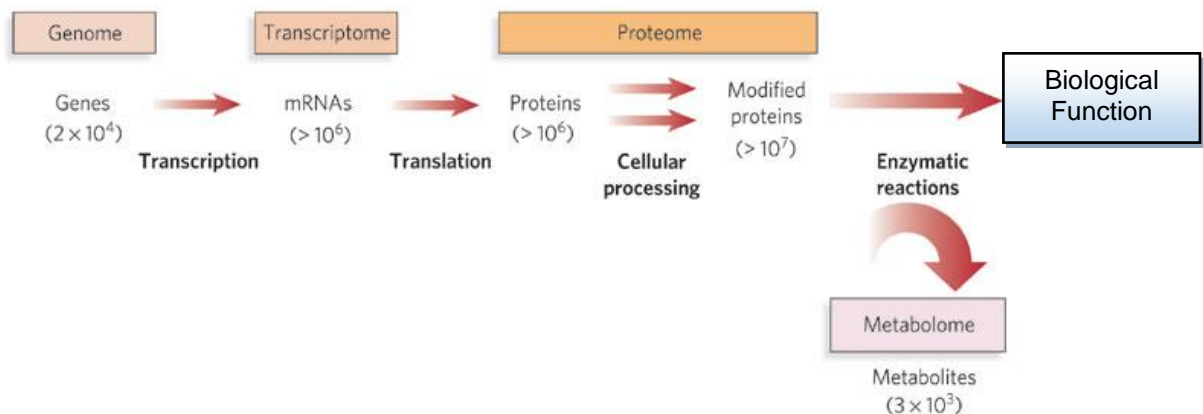 Genome
Transcriptome
Proteome
Biological
Function
Genes
(2 × 10⁴)
Transcription
mRNAs
(> 10⁶)
Translation
Proteins
(> 10⁶)
Cellular
processing
Modified
proteins
(> 10⁷)
Enzymatic
reactions
Metabolome
Metabolites
(3 × 10³)